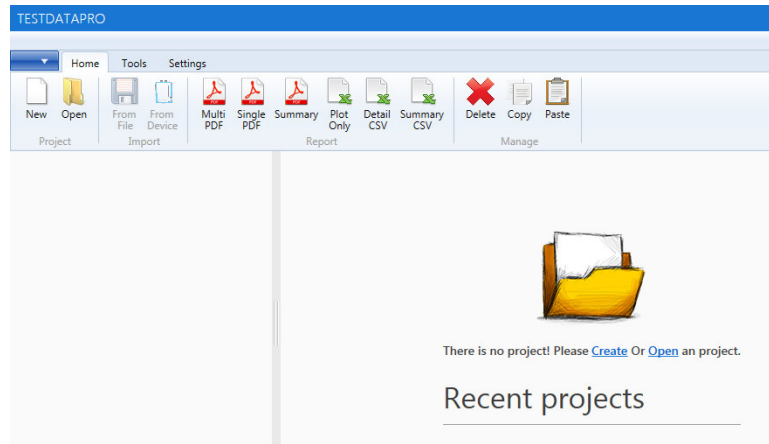 TESTDATAPRO
Home Tools Settings
New Open From File From Device Multi PDF Single PDF Summary Plot Only Detail CSV Summary CSV Delete Copy Paste
Project Import Report Manage
There is no project! Please Create Or Open an project.
Recent projects